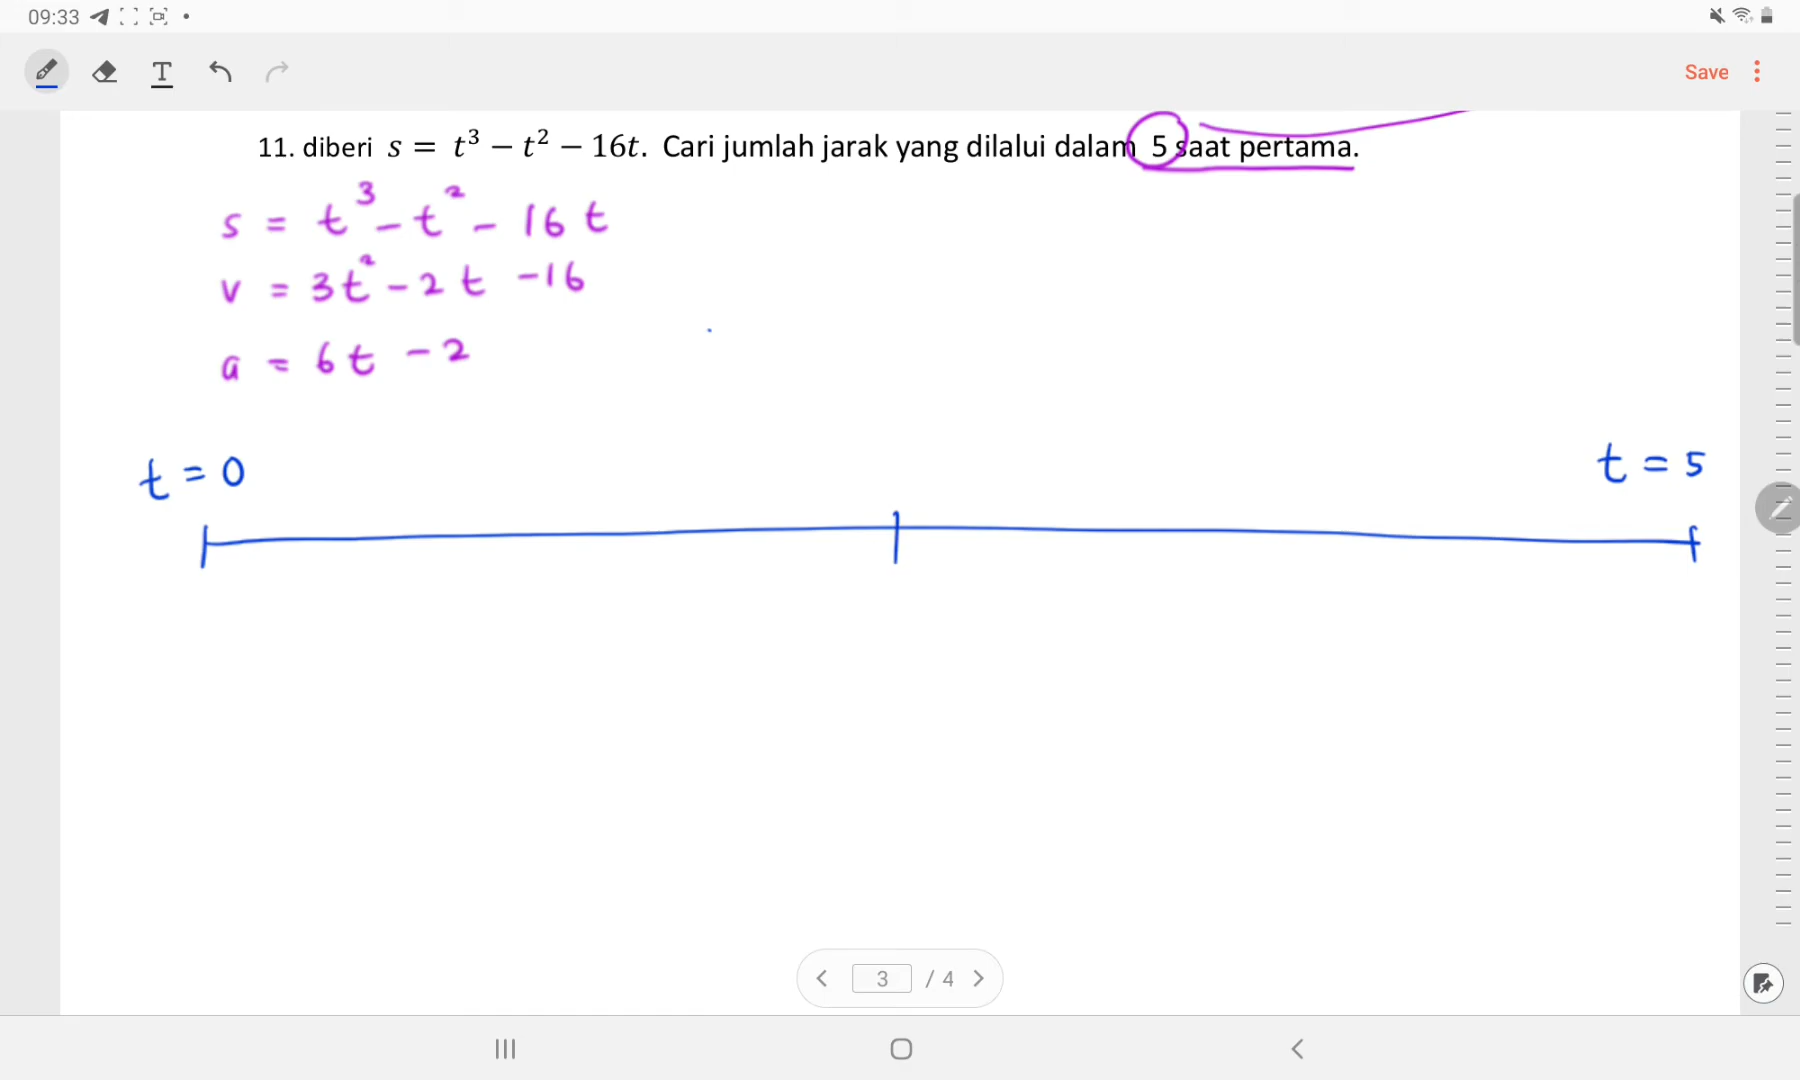 09:33
T Save
11. diberi s = t³ − t² − 16t. Cari jumlah jarak yang dilalui dalam 5 saat pertama.
s = t³ - t² - 16t
v = 3t² - 2t - 16
a = 6t - 2
t = 0 t = 5
3 / 4